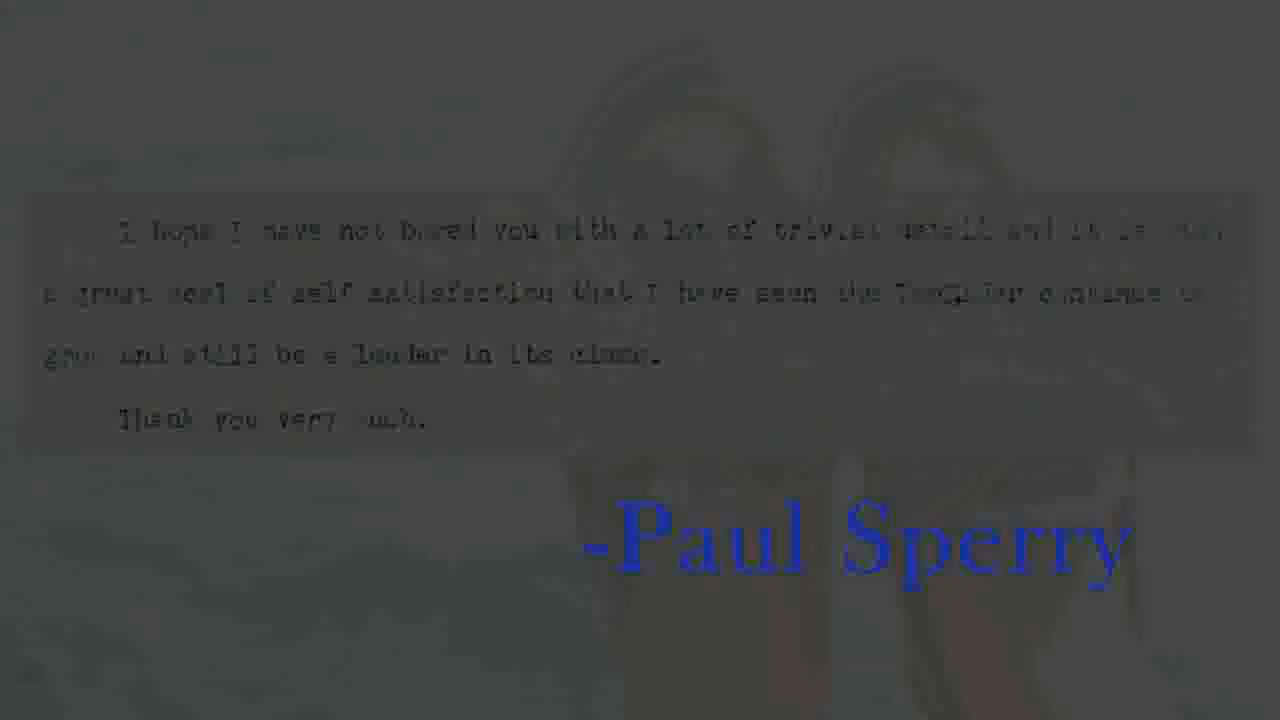 I hope I have not bored you with a lot of trivial detail and it is with
a great deal of self satisfaction that I have seen the TopSider continue to
grow and still be a leader in its class.
Thank you very much.
-Paul Sperry